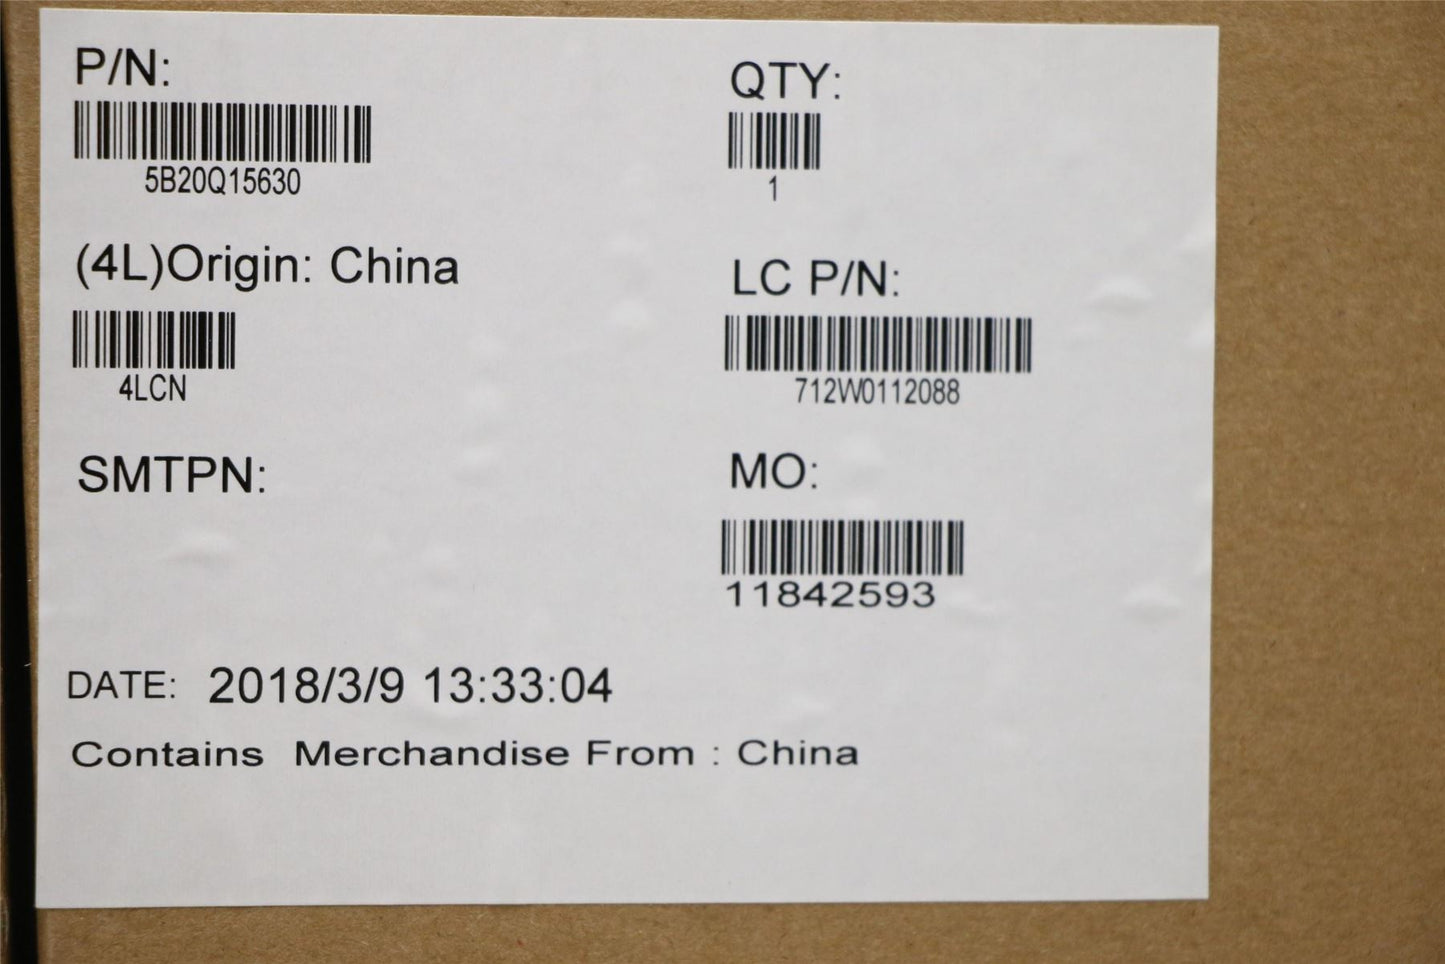 P/N:
5B20Q15630
QTY:
1
(4L)Origin: China
4LCN
LC P/N:
712W0112088
SMTPN:
MO:
11842593
DATE: 2018/3/9 13:33:04
Contains Merchandise From : China